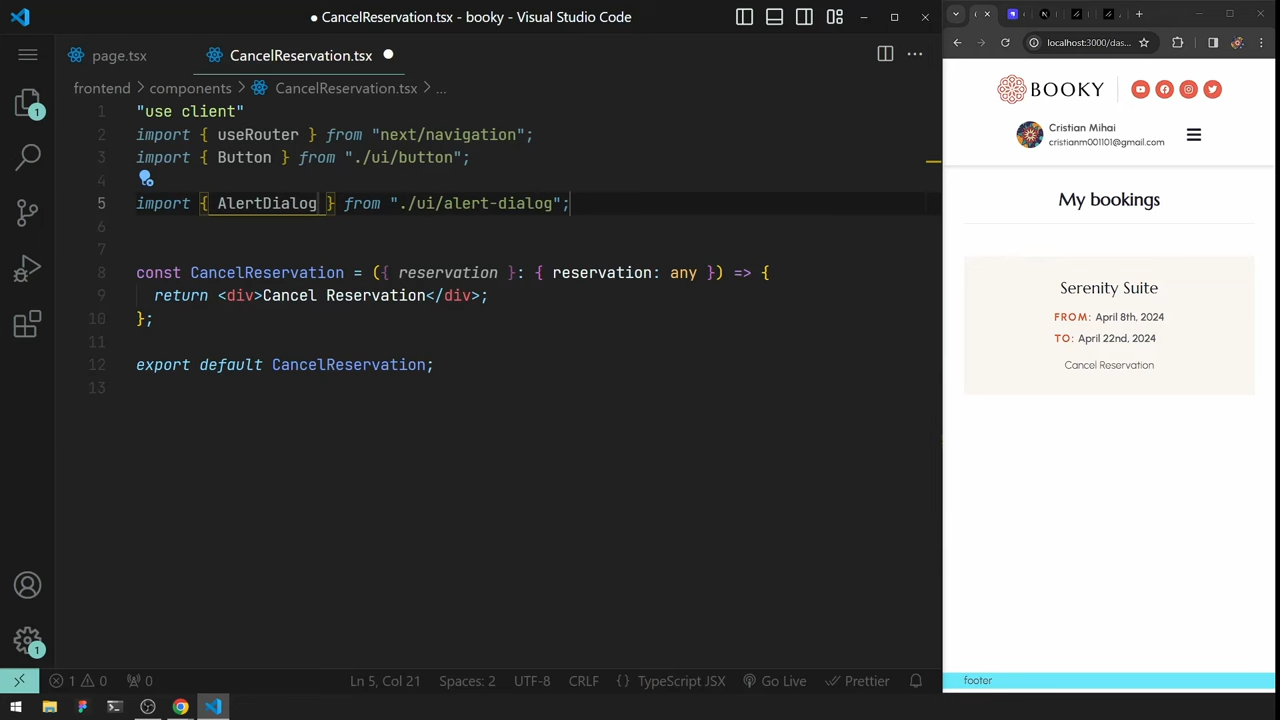 ● CancelReservation.tsx - booky - Visual Studio Code
page.tsx
CancelReservation.tsx ●
frontend > components > CancelReservation.tsx > ...
1 "use client"
2 import { useRouter } from "next/navigation";
3 import { Button } from "./ui/button";
4
5 import { AlertDialog } from "./ui/alert-dialog";
6
7
8 const CancelReservation = ({ reservation }: { reservation: any }) => {
9 return <div>Cancel Reservation</div>;
10 };
11
12 export default CancelReservation;
13
1
1
1 0 0
Ln 5, Col 21
Spaces: 2
UTF-8
CRLF
{ } TypeScript JSX
Go Live
Prettier
localhost:3000/das...
BOOKY
Cristian Mihai
cristianm001101@gmail.com
My bookings
Serenity Suite
FROM: April 8th, 2024
TO: April 22nd, 2024
Cancel Reservation
footer